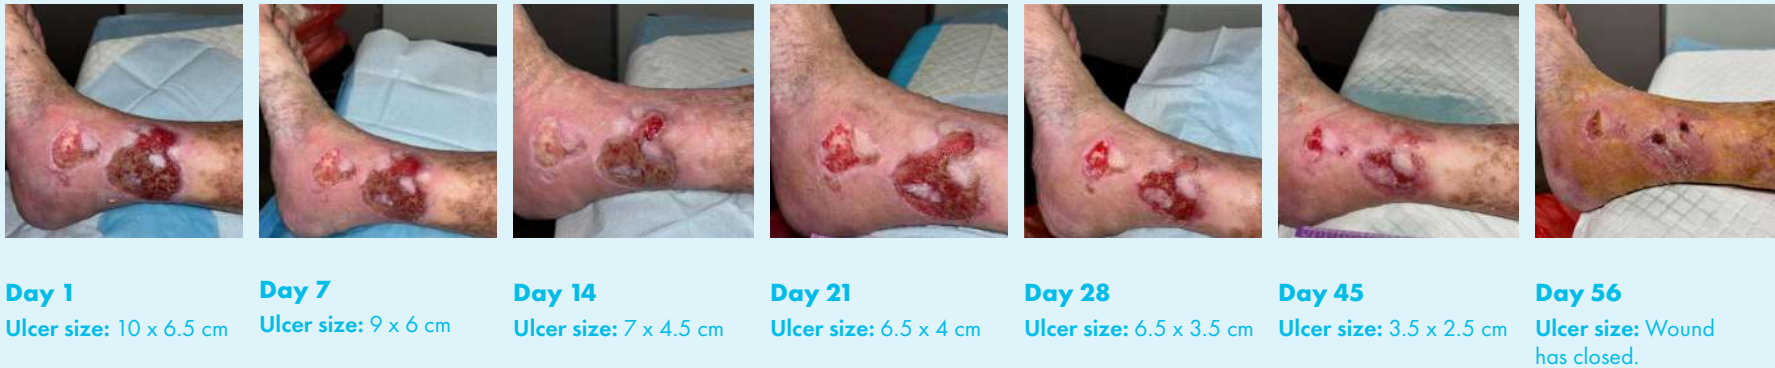 Day 1
Ulcer size: 10 x 6.5 cm
Day 7
Ulcer size: 9 x 6 cm
Day 14
Ulcer size: 7 x 4.5 cm
Day 21
Ulcer size: 6.5 x 4 cm
Day 28
Ulcer size: 6.5 x 3.5 cm
Day 45
Ulcer size: 3.5 x 2.5 cm
Day 56
Ulcer size: Wound
has closed.